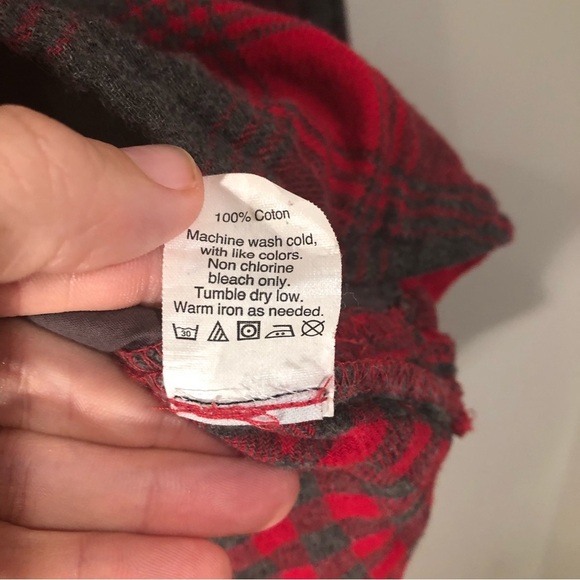 100% Coton
Machine wash cold,
with like colors.
Non chlorine
bleach only.
Tumble dry low.
Warm iron as needed.
30